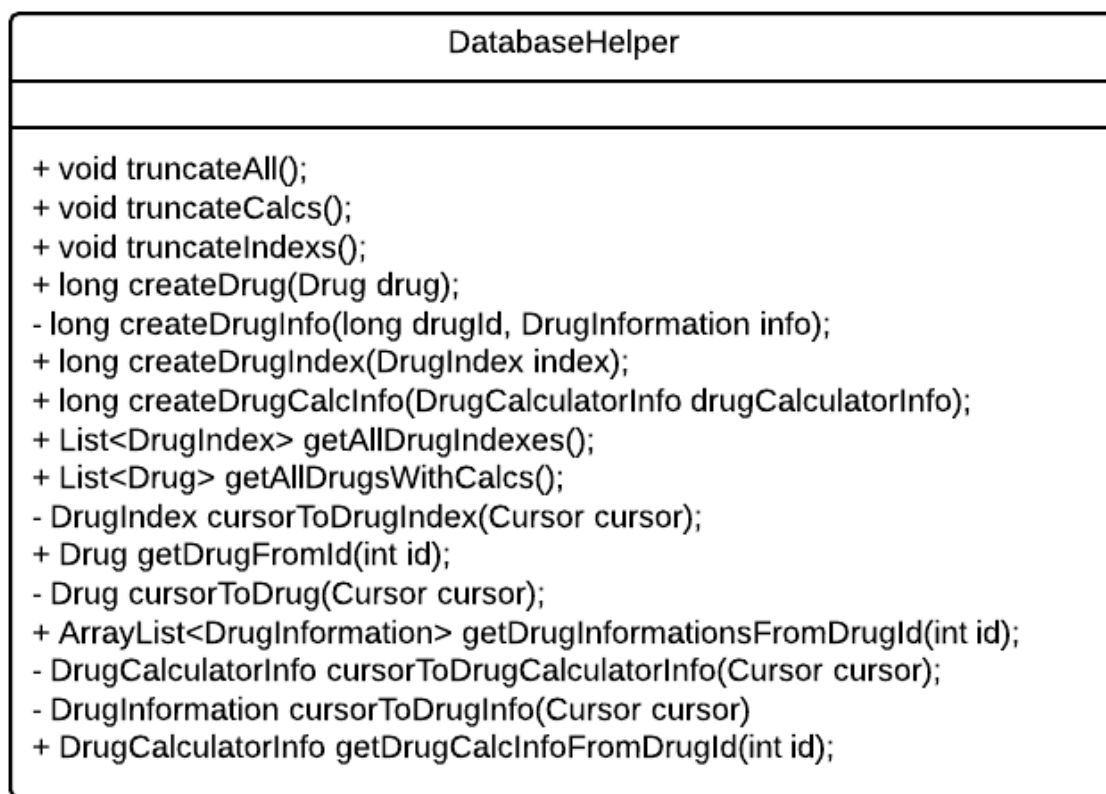 DatabaseHelper
+ void truncateAll();
+ void truncateCalcs();
+ void truncateIndexs();
+ long createDrug(Drug drug);
- long createDrugInfo(long drugId, DrugInformation info);
+ long createDrugIndex(DrugIndex index);
+ long createDrugCalcInfo(DrugCalculatorInfo drugCalculatorInfo);
+ List<DrugIndex> getAllDrugIndexes();
+ List<Drug> getAllDrugsWithCalcs();
- DrugIndex cursorToDrugIndex(Cursor cursor);
+ Drug getDrugFromId(int id);
- Drug cursorToDrug(Cursor cursor);
+ ArrayList<DrugInformation> getDrugInformationsFromDrugId(int id);
- DrugCalculatorInfo cursorToDrugCalculatorInfo(Cursor cursor);
- DrugInformation cursorToDrugInfo(Cursor cursor)
+ DrugCalculatorInfo getDrugCalcInfoFromDrugId(int id);